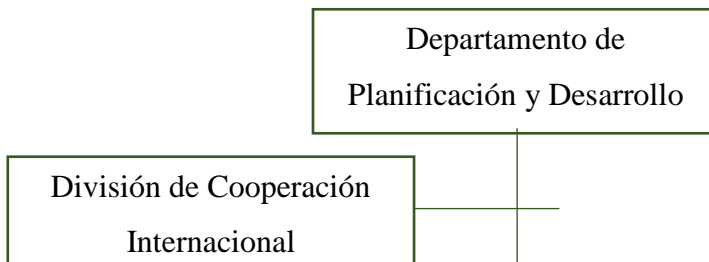 Departamento de
Planificación y Desarrollo
División de Cooperación
Internacional